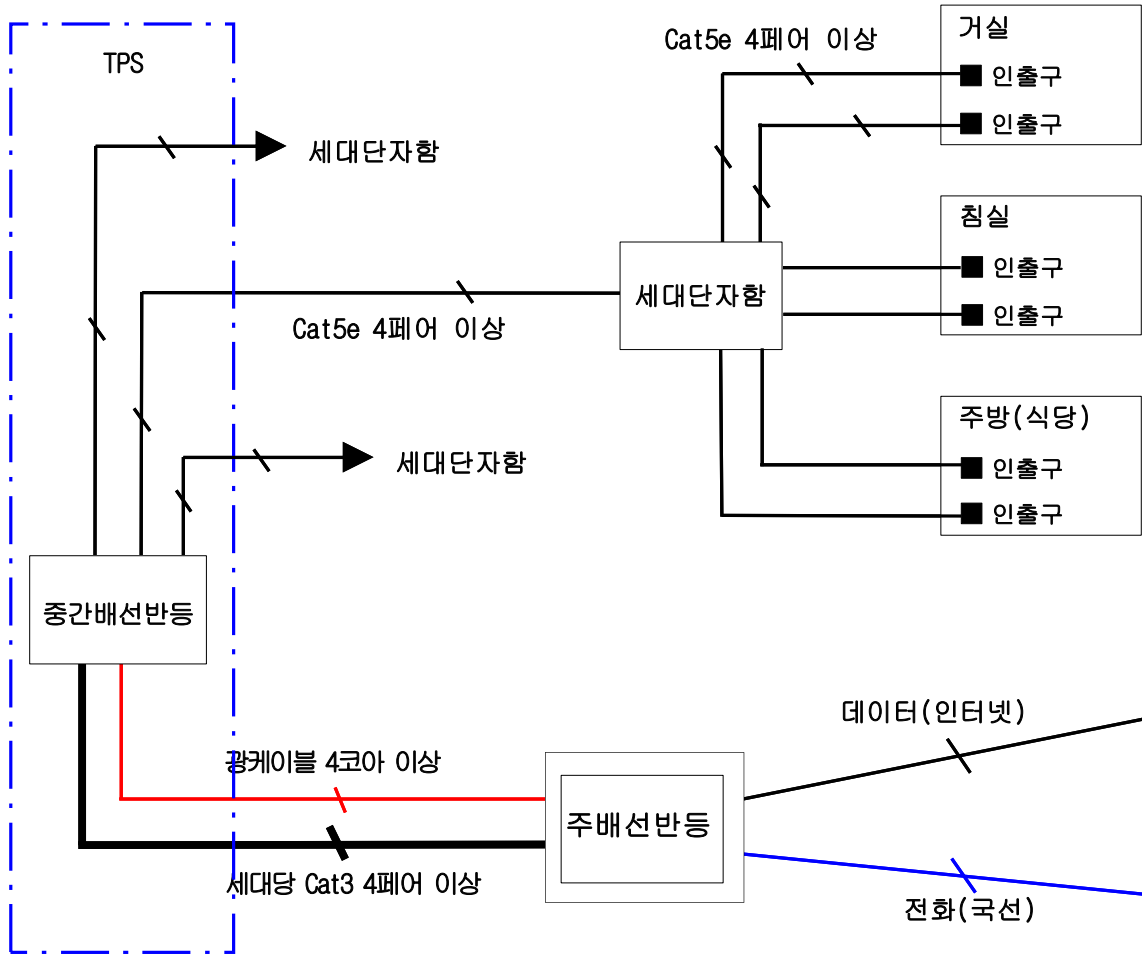 TPS
Cat5e 4페어 이상
거실
인출구
인출구
세대단자함
침실
인출구
인출구
세대단자함
Cat5e 4페어 이상
주방(식당)
인출구
인출구
세대단자함
중간배선반등
데이터(인터넷)
광케이블 4코아 이상
주배선반등
세대당 Cat3 4페어 이상
전화(국선)